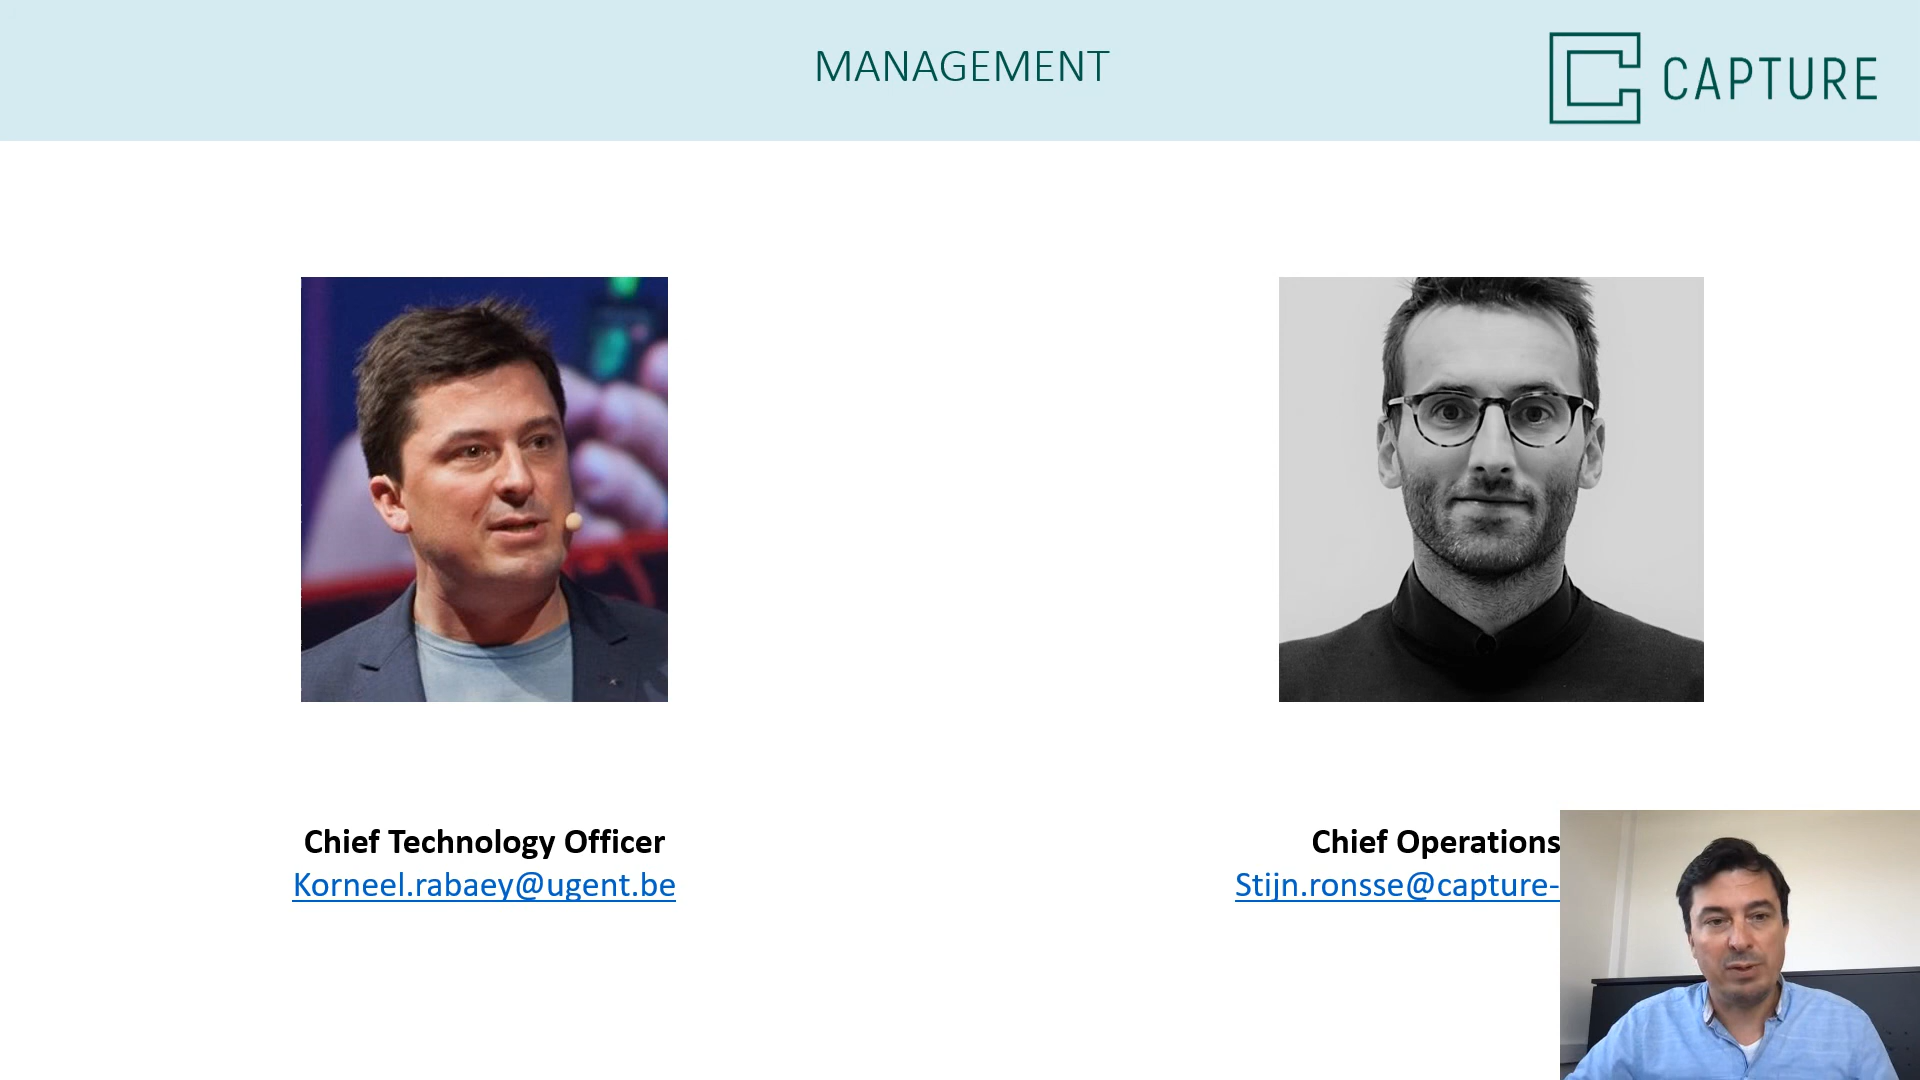 MANAGEMENT
CAPTURE
Chief Technology Officer
Korneel.rabaey@ugent.be
Chief Operations
Stijn.ronsse@capture-